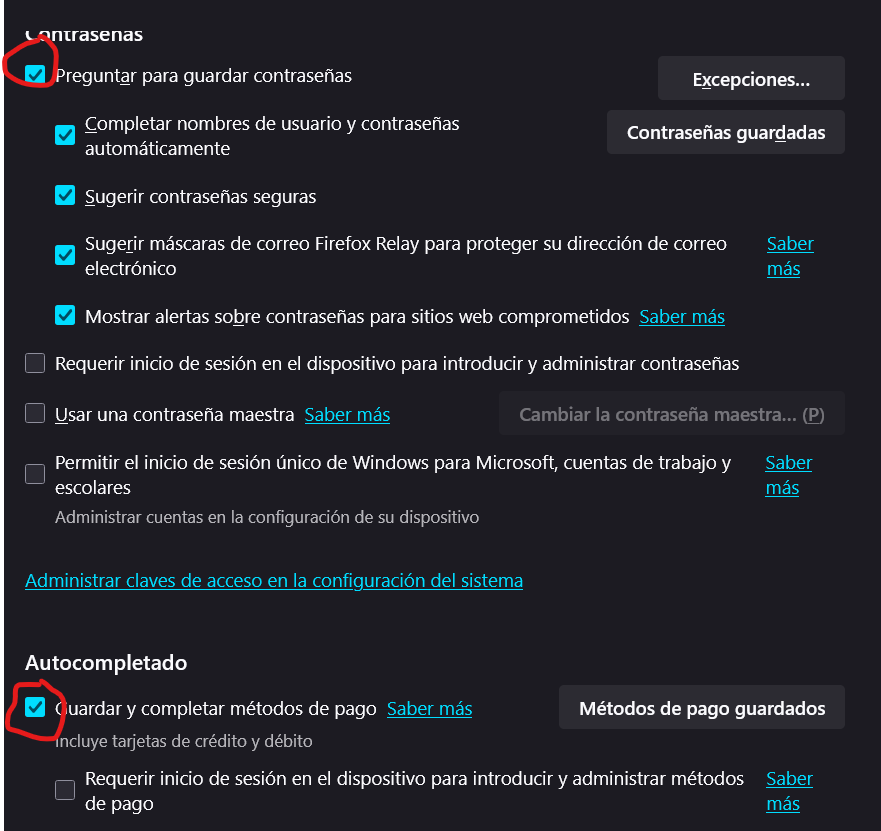 Contraseñas
Preguntar para guardar contraseñas
Excepciones...
Completar nombres de usuario y contraseñas
automáticamente
Contraseñas guardadas
Sugerir contraseñas seguras
Sugerir máscaras de correo Firefox Relay para proteger su dirección de correo
electrónico
Saber
más
Mostrar alertas sobre contraseñas para sitios web comprometidos Saber más
Requerir inicio de sesión en el dispositivo para introducir y administrar contraseñas
Usar una contraseña maestra Saber más
Cambiar la contraseña maestra... (P)
Permitir el inicio de sesión único de Windows para Microsoft, cuentas de trabajo y
escolares
Saber
más
Administrar cuentas en la configuración de su dispositivo
Administrar claves de acceso en la configuración del sistema
Autocompletado
Guardar y completar métodos de pago Saber más
Métodos de pago guardados
Incluye tarjetas de crédito y débito
Requerir inicio de sesión en el dispositivo para introducir y administrar métodos
de pago
Saber
más